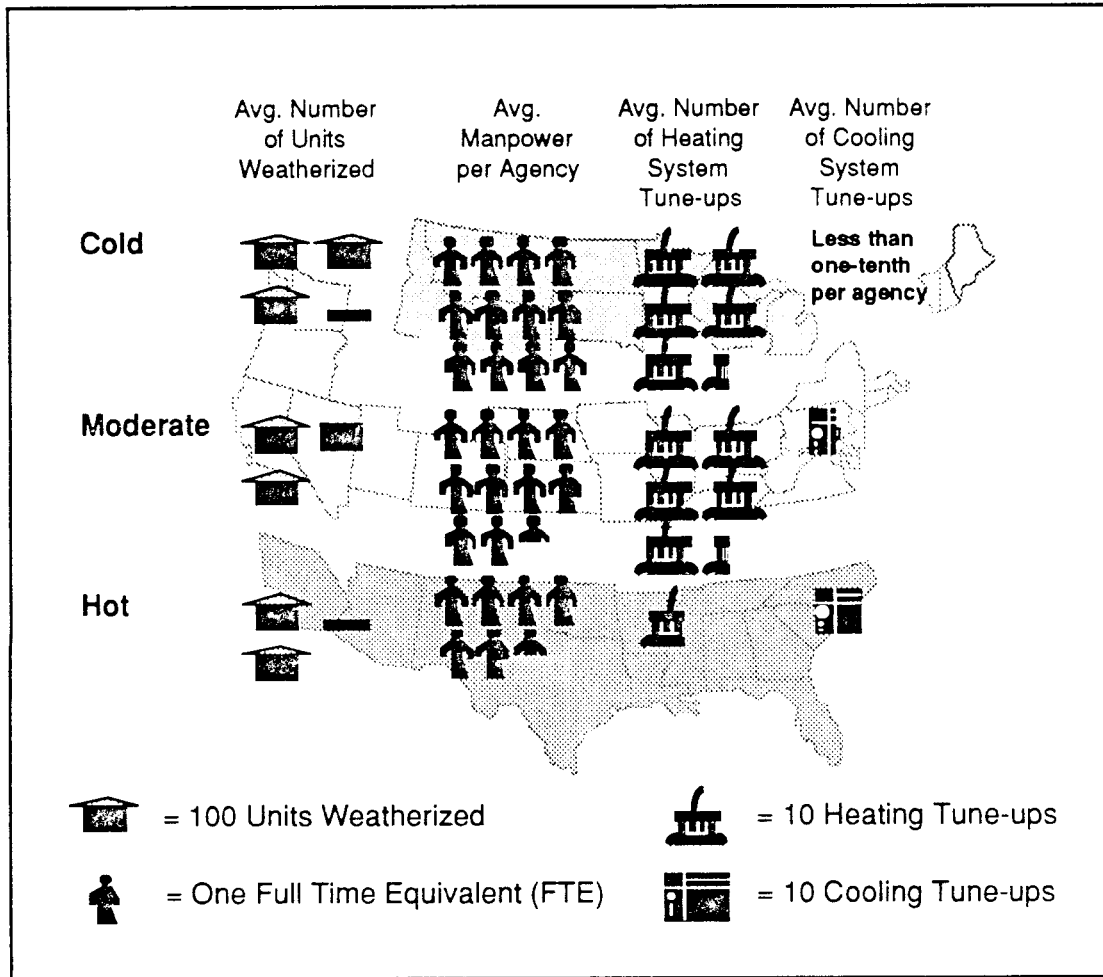 Avg. Number
of Units
Weatherized
Avg.
Manpower
per Agency
Avg. Number
of Heating
System
Tune-ups
Avg. Number
of Cooling
System
Tune-ups
Cold
Less than
one-tenth
per agency
Moderate
Hot
= 100 Units Weatherized
= 10 Heating Tune-ups
= One Full Time Equivalent (FTE)
= 10 Cooling Tune-ups